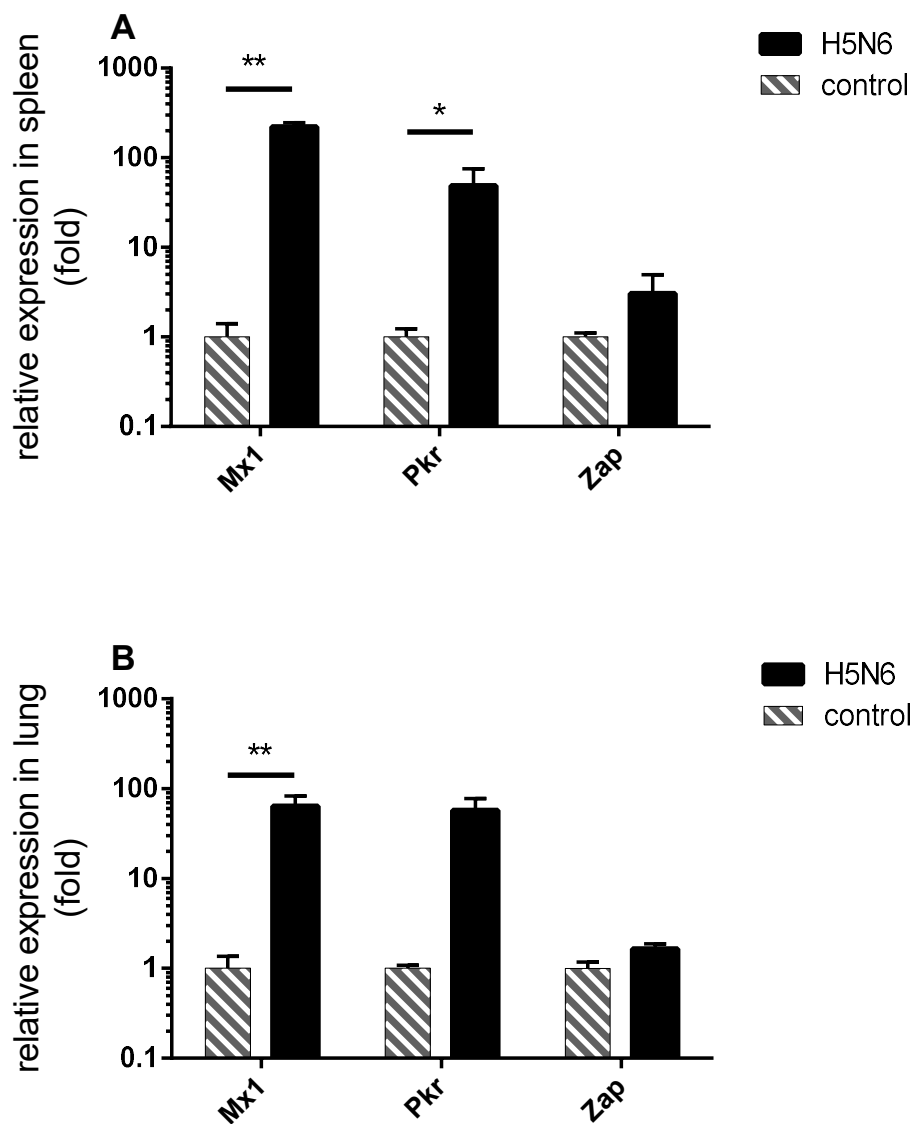 A
H5N6
control
relative expression in spleen
(fold)
1000
100
10
1
0.1
**
*
Mx1
Pkr
Zap
B
H5N6
control
relative expression in lung
(fold)
1000
100
10
1
0.1
**
Mx1
Pkr
Zap